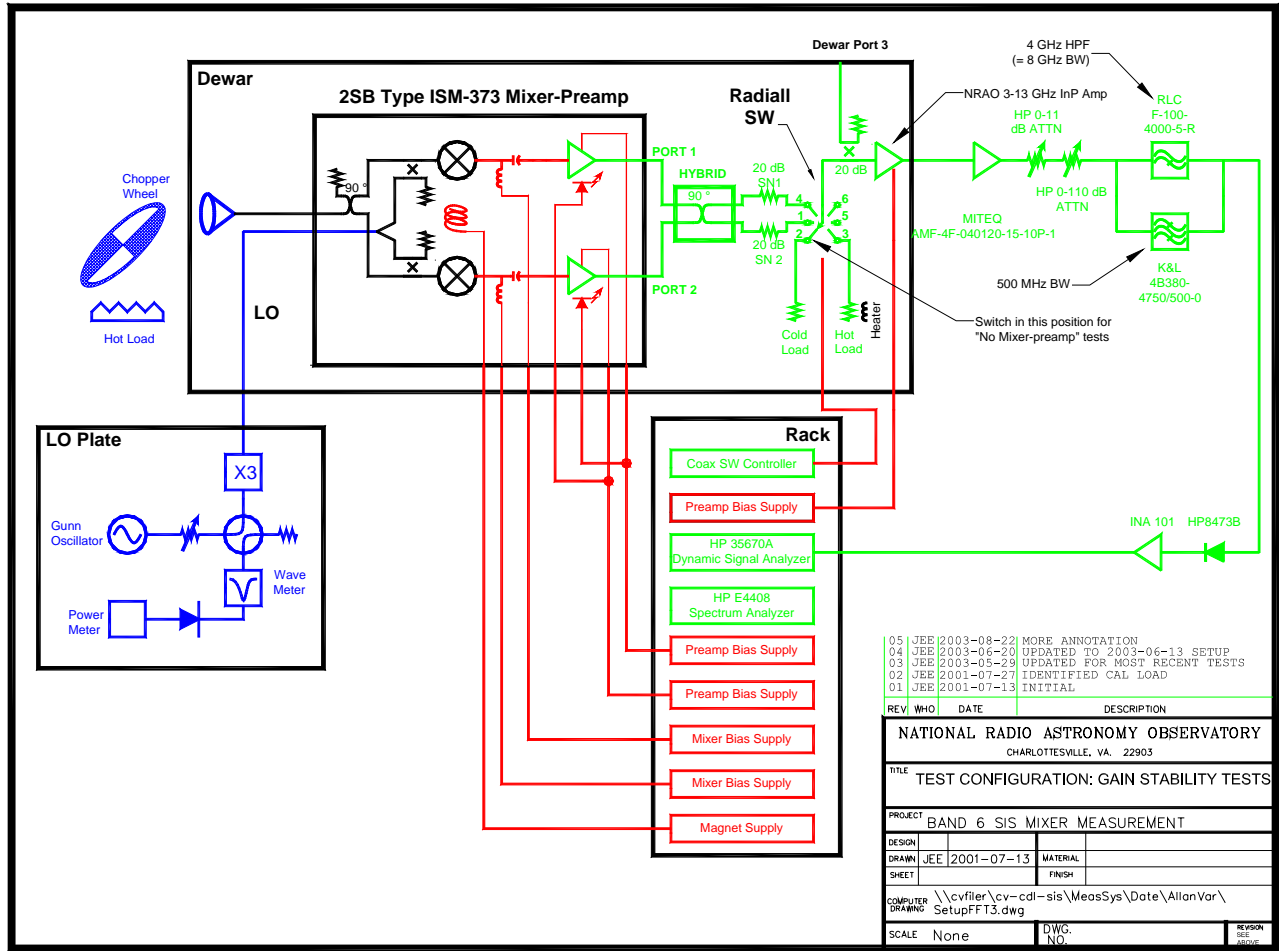 Dewar Port 3
4 GHz HPF
(= 8 GHz BW)
Dewar
2SB Type ISM-373 Mixer-Preamp
Radiall
SW
NRAO 3-13 GHz InP Amp
RLC
F-100-
4000-5-R
HP 0-11
dB ATTN
PORT 1
HYBRID
90 °
20 dB
SN1
20 dB
4
6
1
5
2
3
20 dB
SN 2
HP 0-110 dB
ATTN
Chopper
Wheel
90 °
MITEQ
AMF-4F-040120-15-10P-1
PORT 2
500 MHz BW
K&L
4B380-
4750/500-0
LO
Hot Load
Cold
Load
Hot
Load
Heater
Switch in this position for
"No Mixer-preamp" tests
LO Plate
X3
Gunn
Oscillator
Wave
Meter
Power
Meter
Rack
Coax SW Controller
Preamp Bias Supply
HP 35670A
Dynamic Signal Analyzer
HP E4408
Spectrum Analyzer
Preamp Bias Supply
Preamp Bias Supply
Mixer Bias Supply
Mixer Bias Supply
Magnet Supply
INA 101
HP8473B
05 JEE 2003-08-22 MORE ANNOTATION
04 JEE 2003-06-20 UPDATED TO 2003-06-13 SETUP
03 JEE 2003-05-29 UPDATED FOR MOST RECENT TESTS
02 JEE 2001-07-27 IDENTIFIED CAL LOAD
01 JEE 2001-07-13 INITIAL
REV WHO DATE DESCRIPTION
NATIONAL RADIO ASTRONOMY OBSERVATORY
CHARLOTTESVILLE, VA. 22903
TITLE TEST CONFIGURATION: GAIN STABILITY TESTS
PROJECT BAND 6 SIS MIXER MEASUREMENT
DESIGN
DRAWN JEE 2001-07-13 MATERIAL
SHEET FINISH
COMPUTER DRAWING \\cvfiler\cv-cdl-sis\MeasSys\Date\AllanVar\
SetupFFT3.dwg
SCALE None DWG. NO. REVISION SEE ABOVE